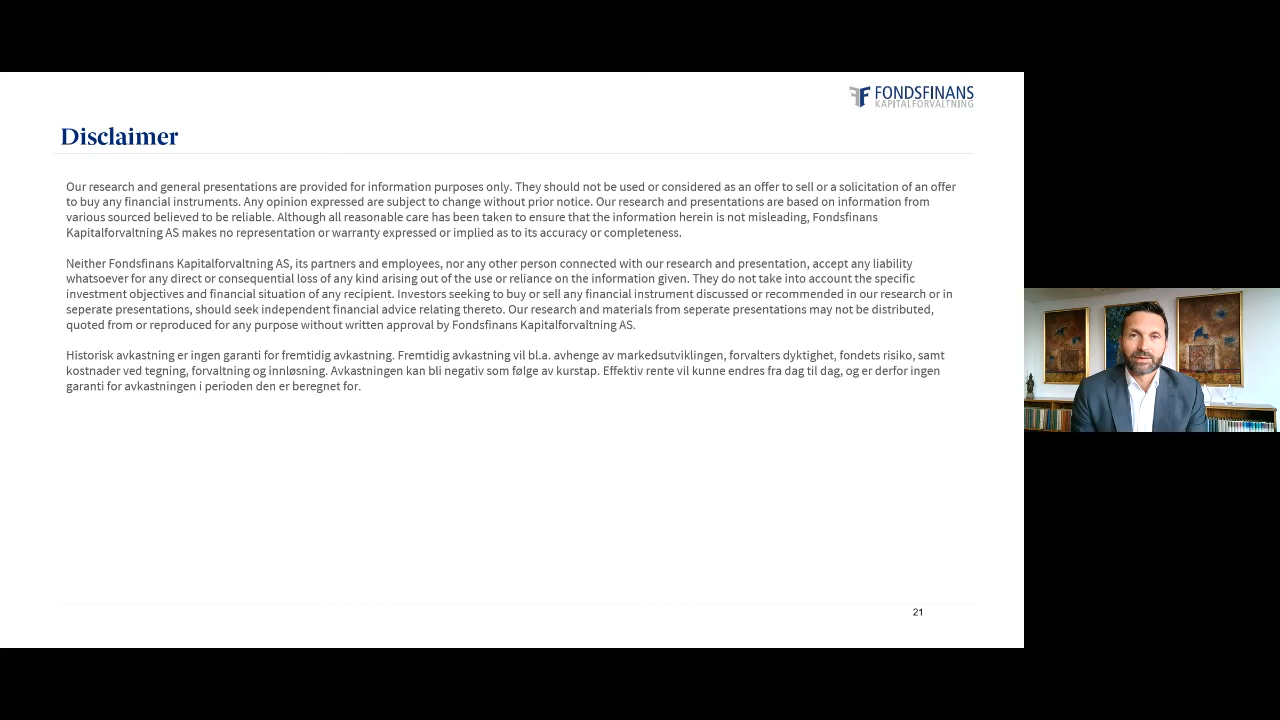 FONDSFINANS
KAPITALFORVALTNING
Disclaimer
Our research and general presentations are provided for information purposes only. They should not be used or considered as an offer to sell or a solicitation of an offer
to buy any financial instruments. Any opinion expressed are subject to change without prior notice. Our research and presentations are based on information from
various sourced believed to be reliable. Although all reasonable care has been taken to ensure that the information herein is not misleading, Fondsfinans
Kapitalforvaltning AS makes no representation or warranty expressed or implied as to its accuracy or completeness.
Neither Fondsfinans Kapitalforvaltning AS, its partners and employees, nor any other person connected with our research and presentation, accept any liability
whatsoever for any direct or consequential loss of any kind arising out of the use or reliance on the information given. They do not take into account the specific
investment objectives and financial situation of any recipient. Investors seeking to buy or sell any financial instrument discussed or recommended in our research or in
seperate presentations, should seek independent financial advice relating thereto. Our research and materials from seperate presentations may not be distributed,
quoted from or reproduced for any purpose without written approval by Fondsfinans Kapitalforvaltning AS.
Historisk avkastning er ingen garanti for fremtidig avkastning. Fremtidig avkastning vil bl.a. avhenge av markedsutviklingen, forvalters dyktighet, fondets risiko, samt
kostnader ved tegning, forvaltning og innløsning. Avkastningen kan bli negativ som følge av kurstap. Effektiv rente vil kunne endres fra dag til dag, og er derfor ingen
garanti for avkastningen i perioden den er beregnet for.
21